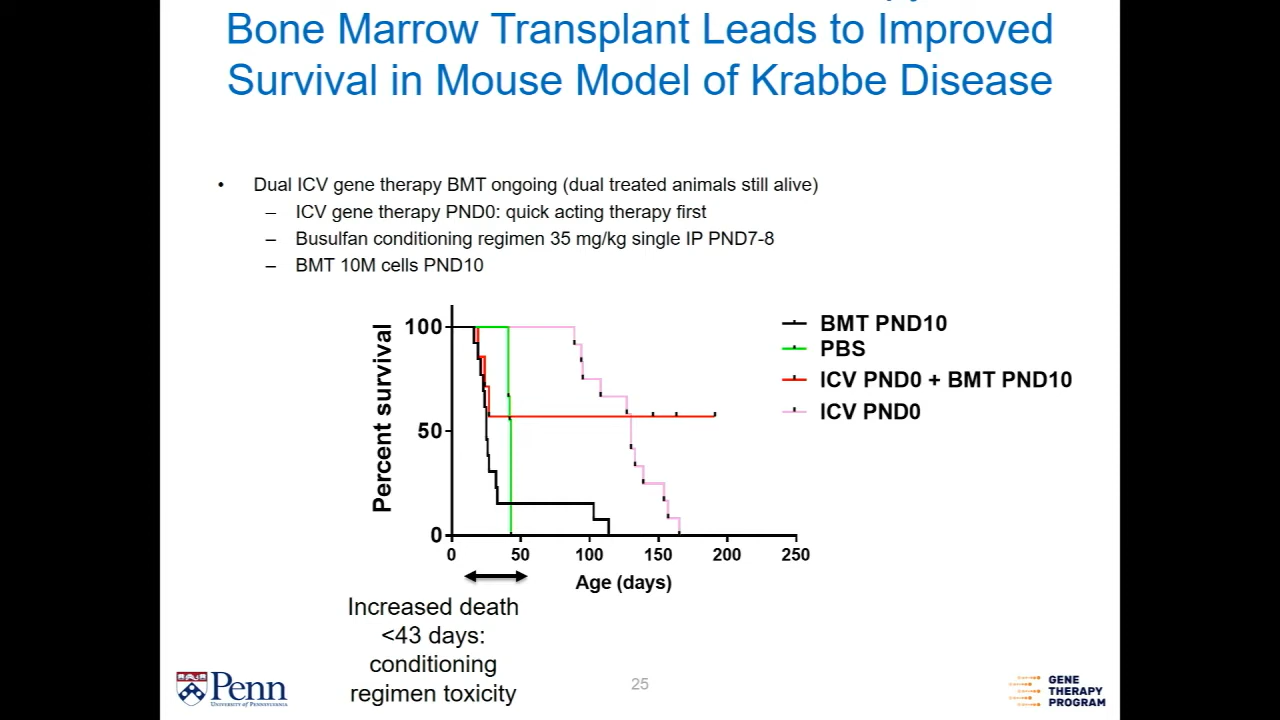 Bone Marrow Transplant Leads to Improved
Survival in Mouse Model of Krabbe Disease
• Dual ICV gene therapy BMT ongoing (dual treated animals still alive)
– ICV gene therapy PND0: quick acting therapy first
– Busulfan conditioning regimen 35 mg/kg single IP PND7-8
– BMT 10M cells PND10
Percent survival
100
50
0
0 50 100 150 200 250
Age (days)
BMT PND10
PBS
ICV PND0 + BMT PND10
ICV PND0
Increased death
<43 days:
conditioning
regimen toxicity
Penn
UNIVERSITY OF PENNSYLVANIA
25
GENE
THERAPY
PROGRAM